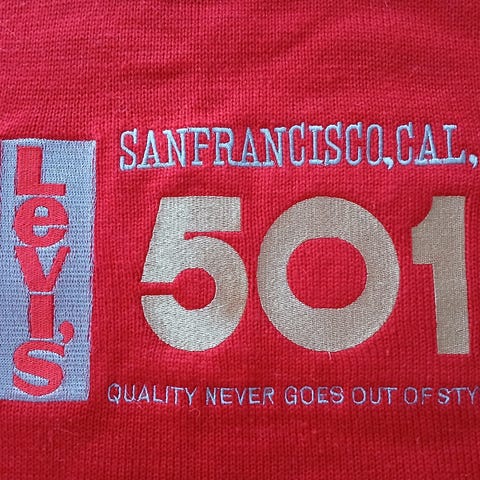 Levi's
SANFRANCISCO,CAL,
501
QUALITY NEVER GOES OUT OF STY